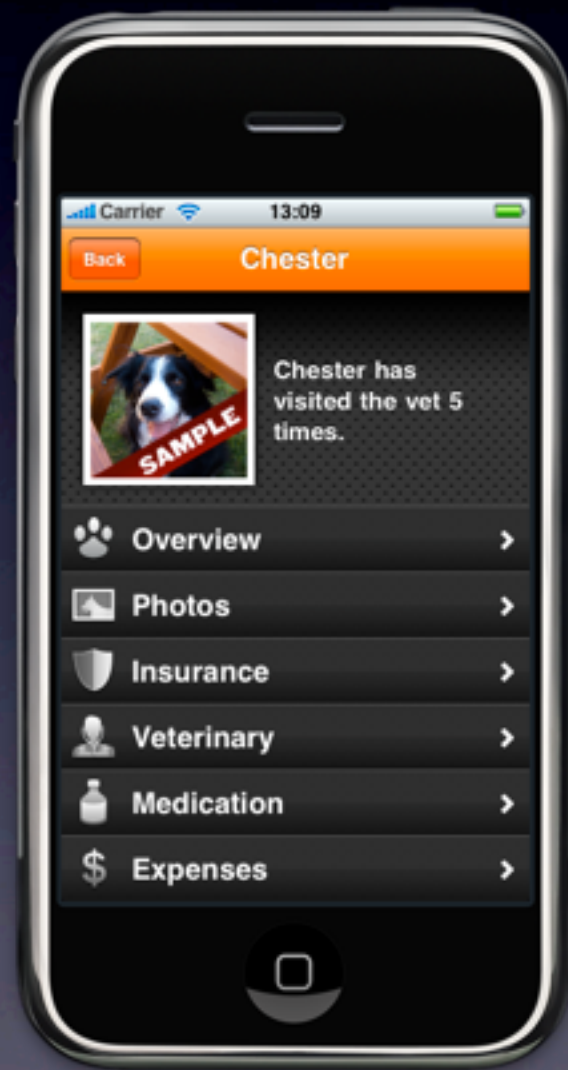 Carrier 13:09
Back Chester
SAMPLE
Chester has
visited the vet 5
times.
Overview
Photos
Insurance
Veterinary
Medication
$ Expenses